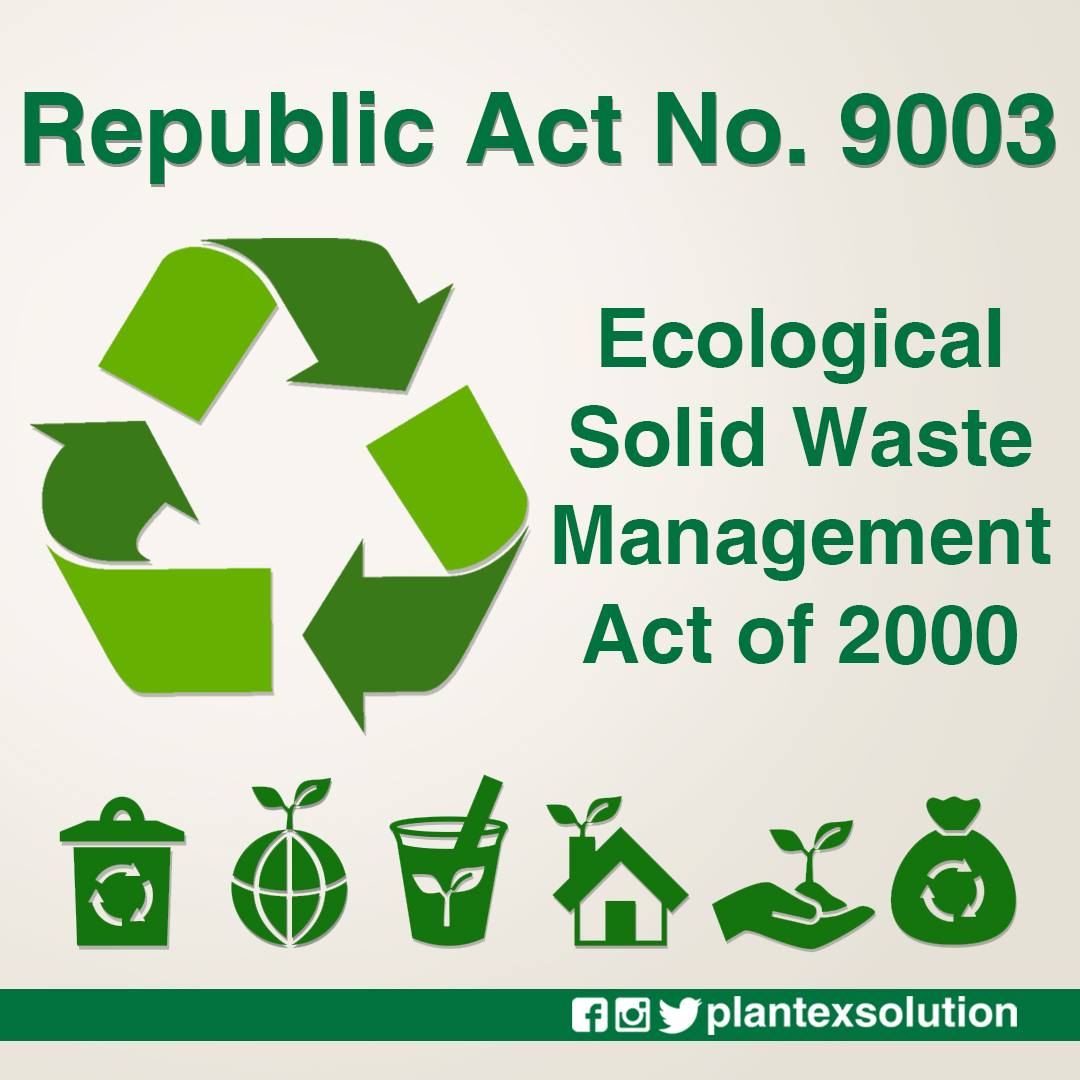 Republic Act No. 9003
Ecological
Solid Waste
Management
Act of 2000
plantexsolution